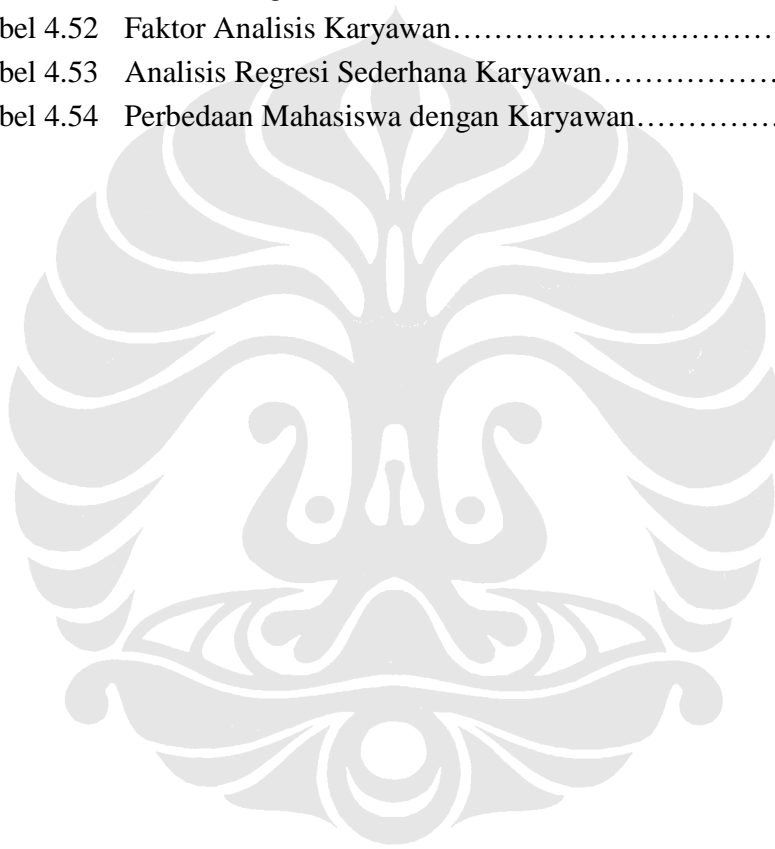 bel 4.52 Faktor Analisis Karyawan……………………………
bel 4.53 Analisis Regresi Sederhana Karyawan………………
bel 4.54 Perbedaan Mahasiswa dengan Karyawan……………